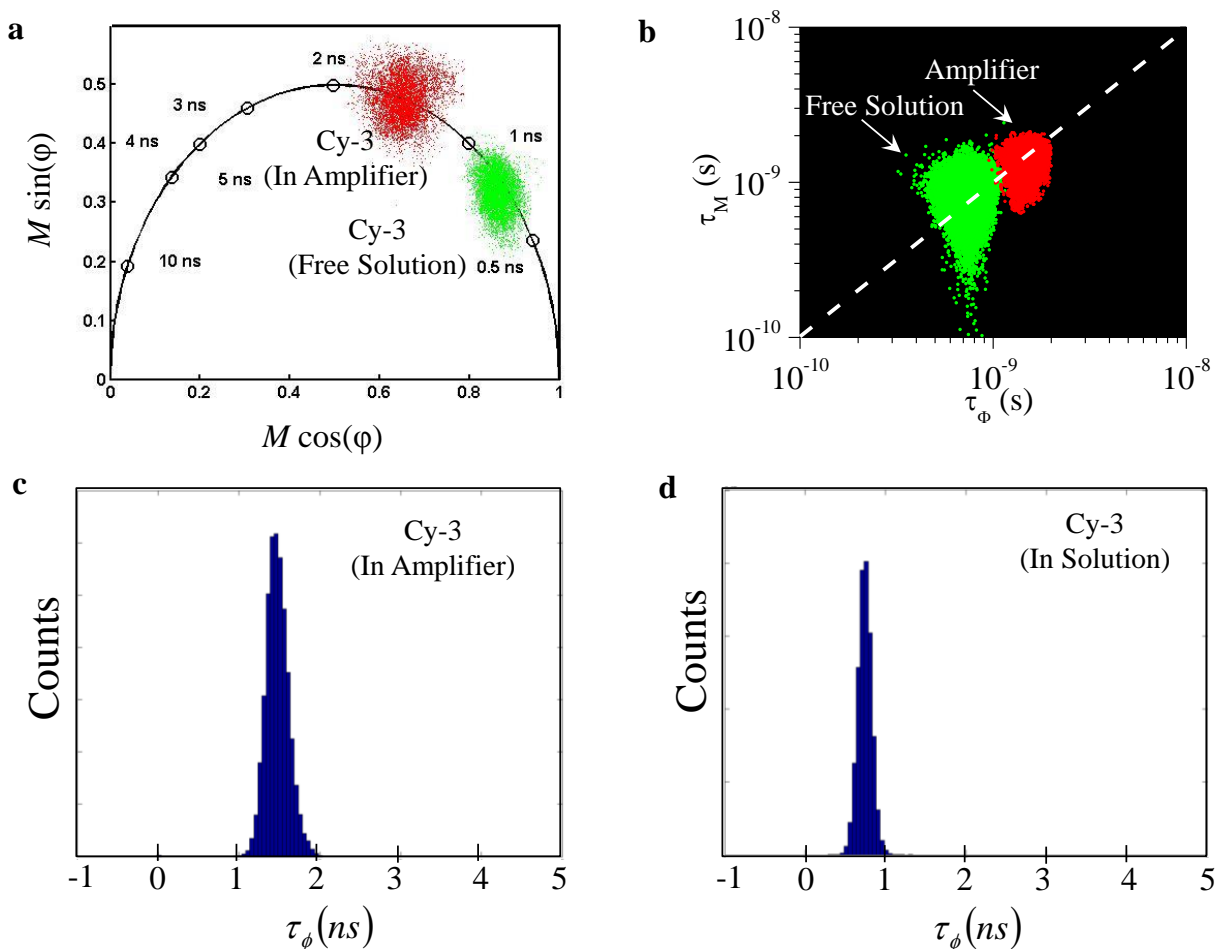 a
M sin(φ)
0.5
0.4
0.3
0.2
0.1
0
2 ns
3 ns
4 ns
5 ns
10 ns
1 ns
0.5 ns
Cy-3
(In Amplifier)
Cy-3
(Free Solution)
0 0.2 0.4 0.6 0.8 1
M cos(φ)
b
Amplifier
Free Solution
τM (s)
10-8
10-9
10-10
10-10 10-9 10-8
τΦ (s)
c
Cy-3
(In Amplifier)
Counts
-1 0 1 2 3 4 5
τϕ(ns)
d
Cy-3
(In Solution)
Counts
-1 0 1 2 3 4 5
τϕ(ns)